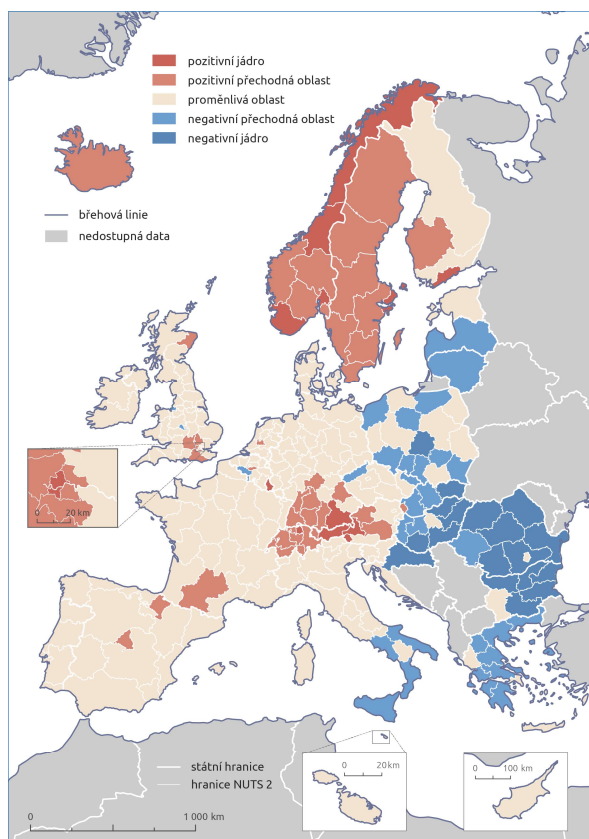 pozitivní jádro
pozitivní přechodná oblast
proměnlivá oblast
negativní přechodná oblast
negativní jádro
břehová linie
nedostupná data
0 20 km
státní hranice
hranice NUTS 2
0 1 000 km
0 20 km
0 100 km